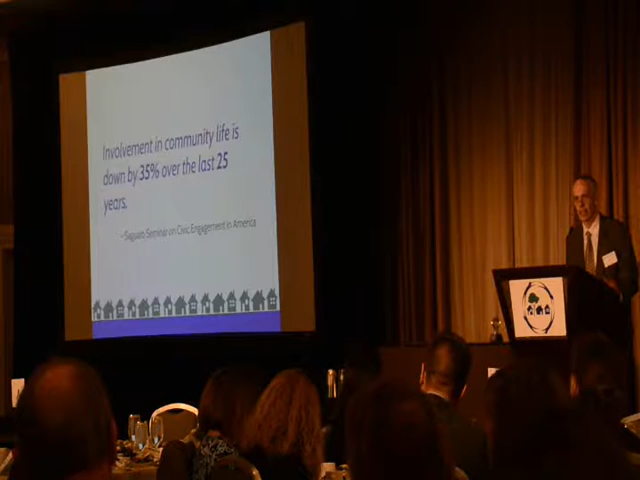 Involvement in community life is
down by 35% over the last 25
years.
--Saguaro Seminar on Civic Engagement in America